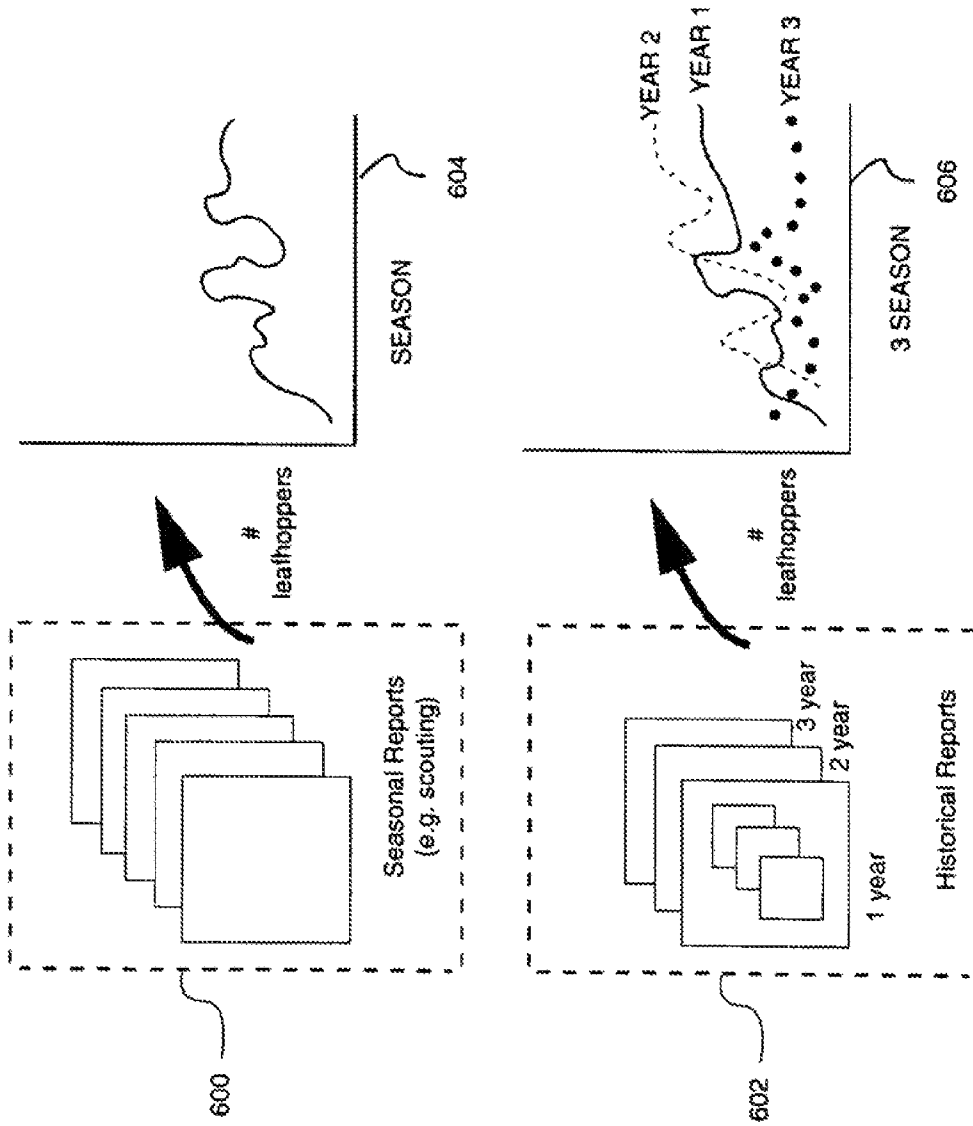 600
Seasonal Reports
(e.g. scouting)
#
leafhoppers
SEASON
604
602
1 year
2 year
3 year
Historical Reports
#
leafhoppers
YEAR 2
YEAR 1
YEAR 3
3 SEASON
606